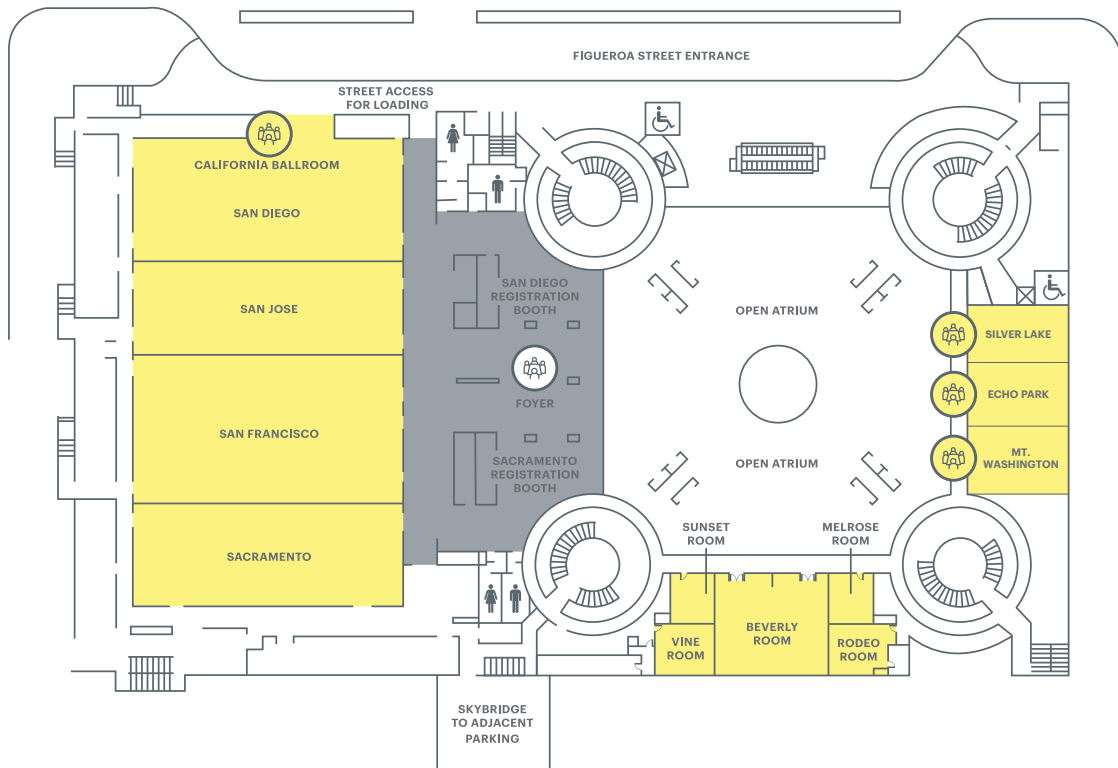 FIGUEROA STREET ENTRANCE
STREET ACCESS
FOR LOADING
CALIFORNIA BALLROOM
SAN DIEGO
SAN JOSE
SAN FRANCISCO
SACRAMENTO
SAN DIEGO
REGISTRATION
BOOTH
FOYER
SACRAMENTO
REGISTRATION
BOOTH
OPEN ATRIUM
OPEN ATRIUM
SILVER LAKE
ECHO PARK
MT.
WASHINGTON
SUNSET
ROOM
MELROSE
ROOM
VINE
ROOM
BEVERLY
ROOM
RODEO
ROOM
SKYBRIDGE
TO ADJACENT
PARKING